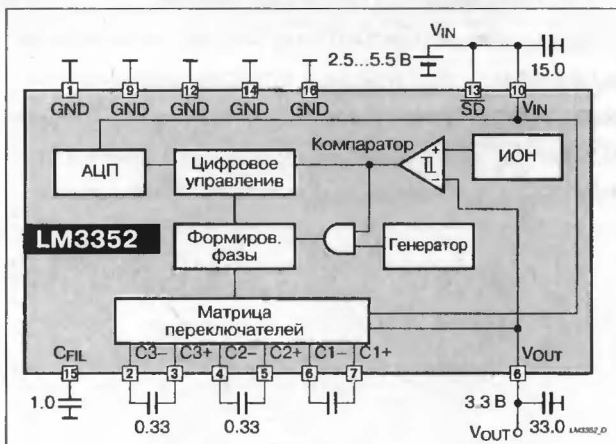 VIN
2.5...5.5 В
15.0
1 9 12 14 16 13 10
GND GND GND GND GND SD VIN
Компаратор
АЦП
Цифровое управленив
+
−
ИОН
LM3352
Формиров. фазы
Генератор
Матрица переключателей
CFIL C3− C3+ C2− C2+ C1− C1+ VOUT
15 2 3 4 5 6 7 6
1.0
0.33 0.33
3.3 В
33.0
VOUT
LM3352_D